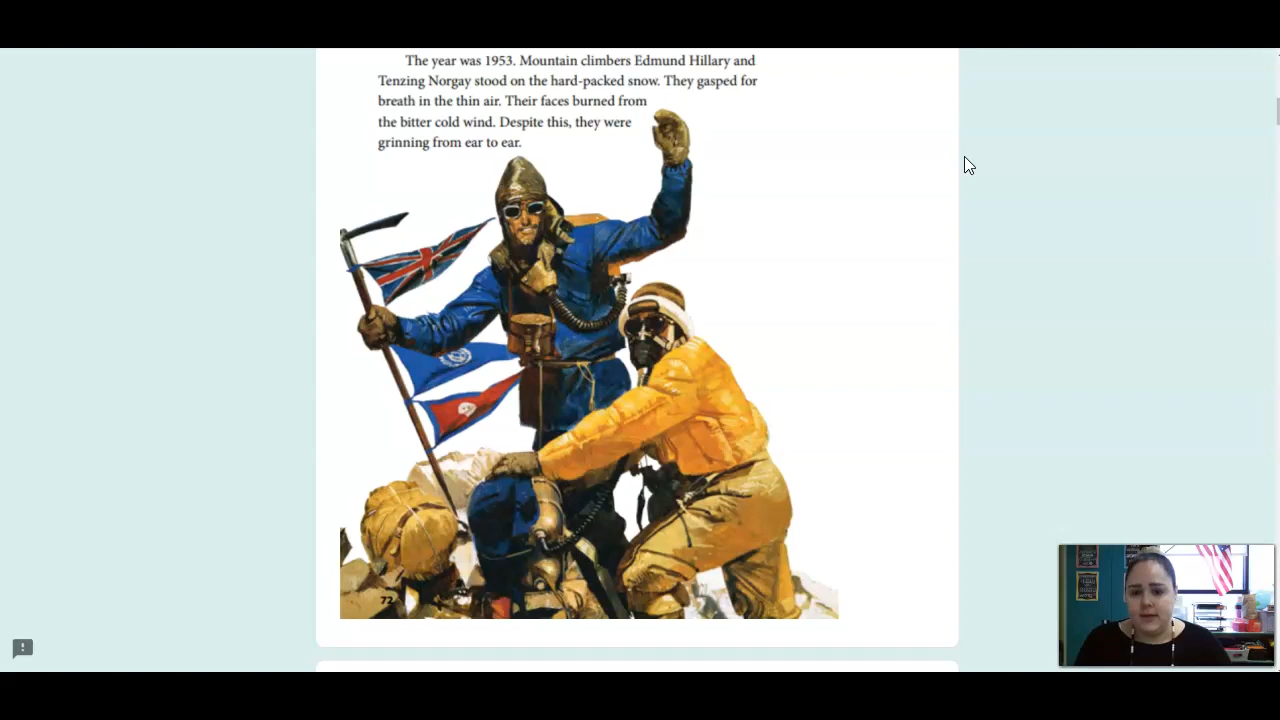 The year was 1953. Mountain climbers Edmund Hillary and
Tenzing Norgay stood on the hard-packed snow. They gasped for
breath in the thin air. Their faces burned from
the bitter cold wind. Despite this, they were
grinning from ear to ear.
72